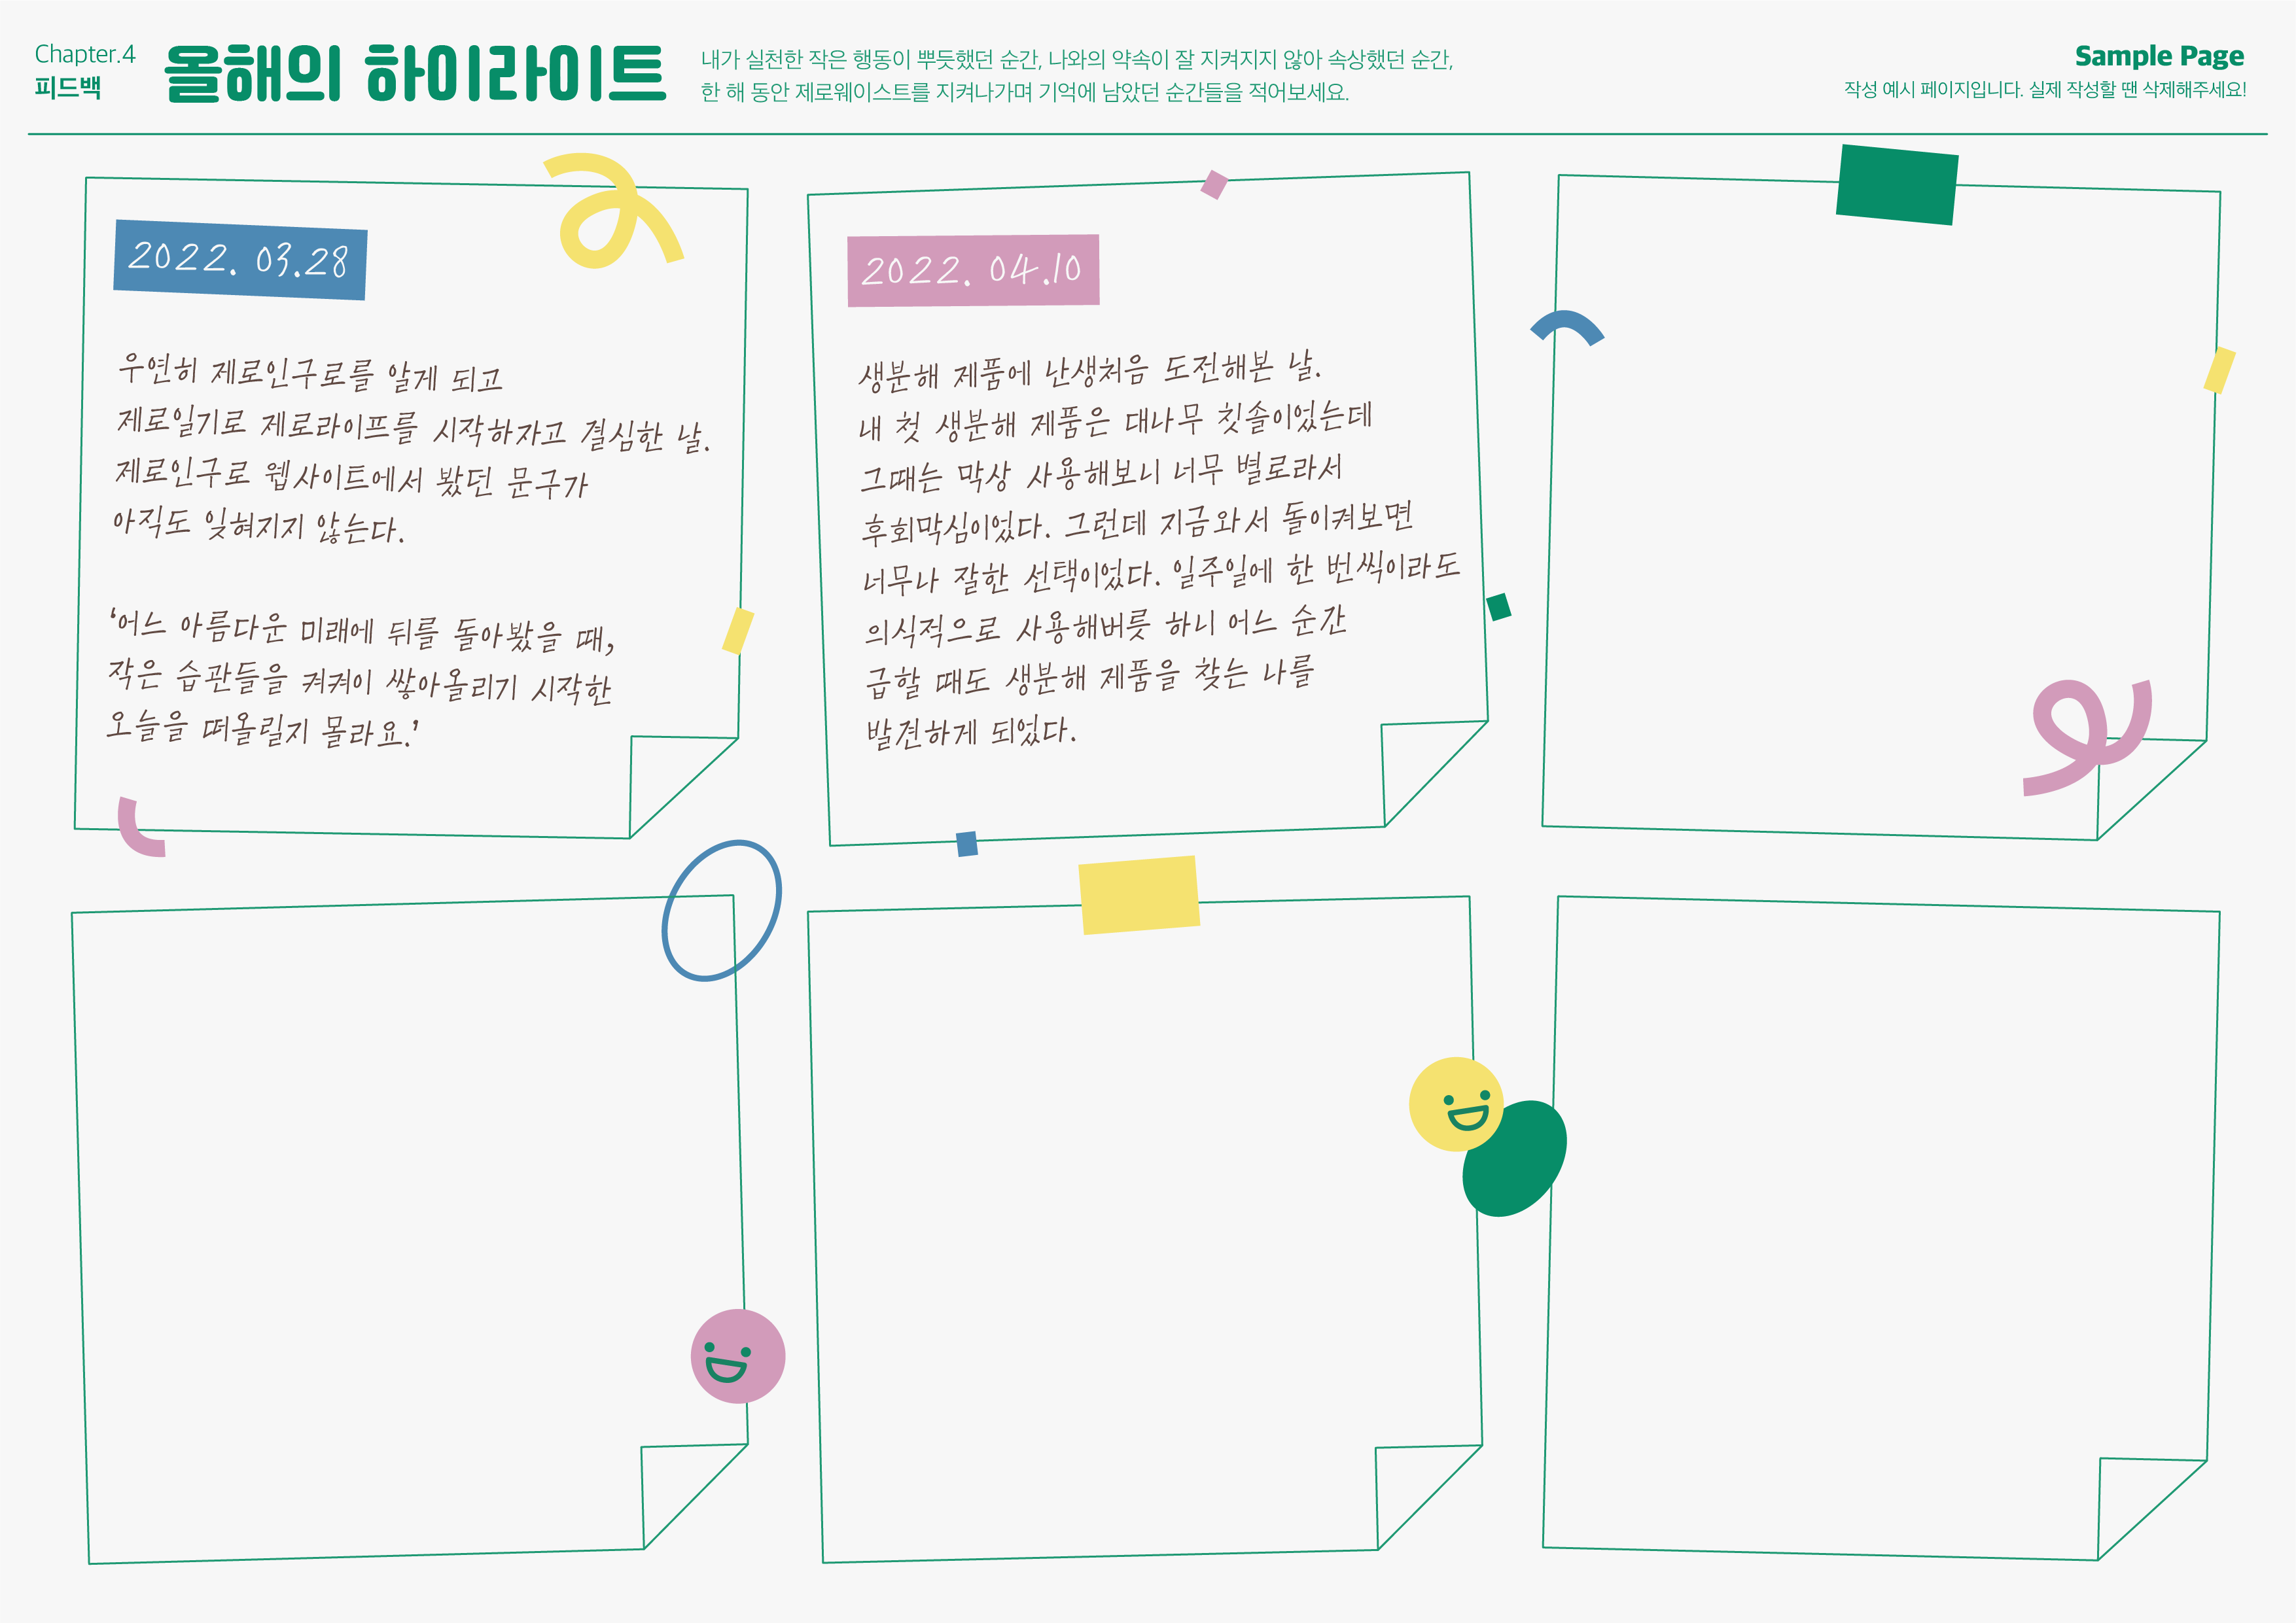 Chapter.4
피드백
올해의 하이라이트
내가 실천한 작은 행동이 뿌듯했던 순간, 나와의 약속이 잘 지켜지지 않아 속상했던 순간,
한 해 동안 제로웨이스트를 지켜나가며 기억에 남았던 순간들을 적어보세요.
Sample Page
작성 예시 페이지입니다. 실제 작성할 땐 삭제해주세요!
2022. 03.28
우연히 제로인구로를 알게 되고
제로일기로 제로라이프를 시작하자고 결심한 날.
제로인구로 웹사이트에서 봤던 문구가
아직도 잊혀지지 않는다.
‘어느 아름다운 미래에 뒤를 돌아봤을 때,
작은 습관들을 켜켜이 쌓아올리기 시작한
오늘을 떠올릴지 몰라요.’
2022. 04.10
생분해 제품에 난생처음 도전해본 날.
내 첫 생분해 제품은 대나무 칫솔이었는데
그때는 막상 사용해보니 너무 별로라서
후회막심이었다. 그런데 지금와서 돌이켜보면
너무나 잘한 선택이었다. 일주일에 한 번씩이라도
의식적으로 사용해버릇 하니 어느 순간
급할 때도 생분해 제품을 찾는 나를
발견하게 되었다.